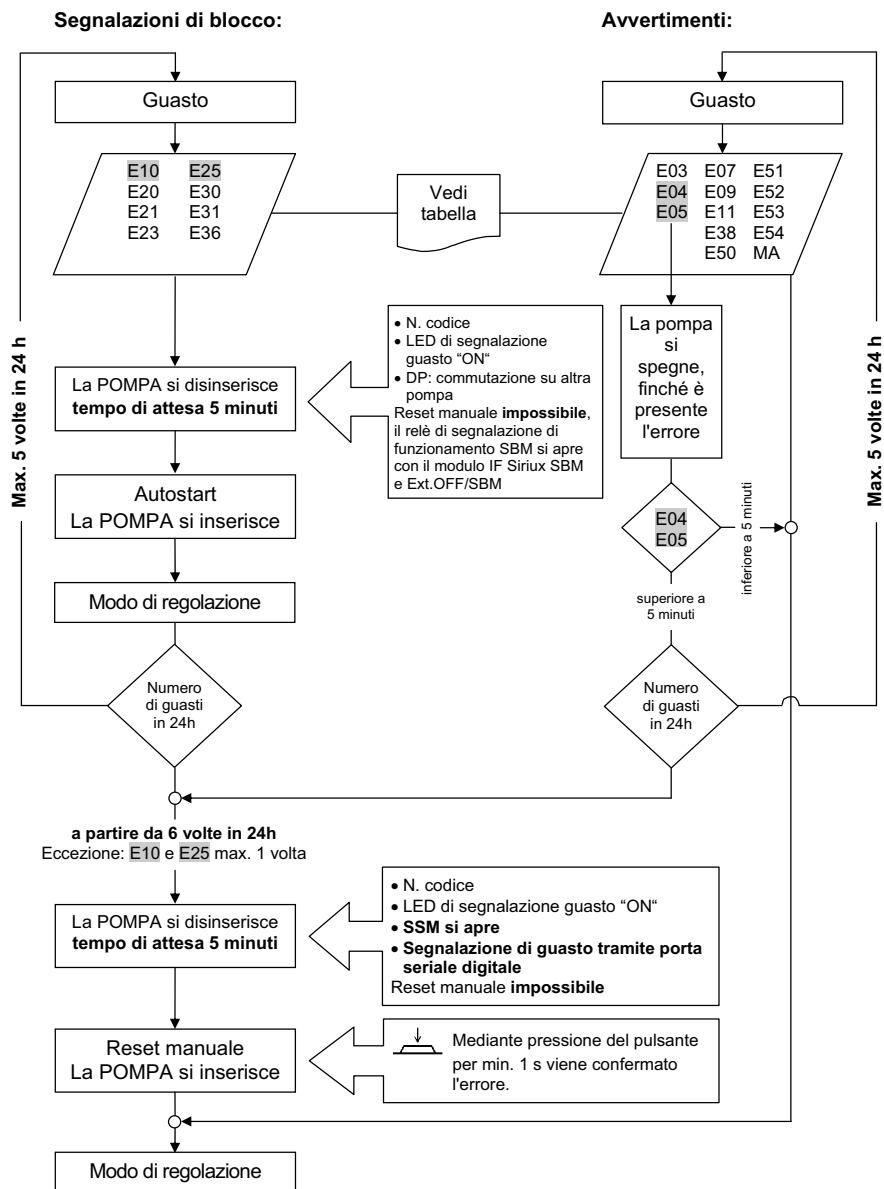 Segnalazioni di blocco:
Avvertimenti:
Guasto
Guasto
E10 E25
E20 E30
E21 E31
E23 E36
Vedi
tabella
E03 E07 E51
E04 E09 E52
E05 E11 E53
E38 E54
E50 MA
Max. 5 volte in 24 h
Max. 5 volte in 24 h
La POMPA si disinserisce
tempo di attesa 5 minuti
• N. codice
• LED di segnalazione
guasto “ON“
• DP: commutazione su altra
pompa
Reset manuale impossibile,
il relè di segnalazione di
funzionamento SBM si apre
con il modulo IF Siriux SBM
e Ext.OFF/SBM
La pompa
si
spegne,
finché è
presente
l'errore
Autostart
La POMPA si inserisce
E04
E05
inferiore a 5 minuti
superiore a
5 minuti
Modo di regolazione
Numero
di guasti
in 24h
Numero
di guasti
in 24h
a partire da 6 volte in 24h
Eccezione: E10 e E25 max. 1 volta
La POMPA si disinserisce
tempo di attesa 5 minuti
• N. codice
• LED di segnalazione guasto “ON“
• SSM si apre
• Segnalazione di guasto tramite porta
seriale digitale
Reset manuale impossibile
Reset manuale
La POMPA si inserisce
Mediante pressione del pulsante
per min. 1 s viene confermato
l'errore.
Modo di regolazione